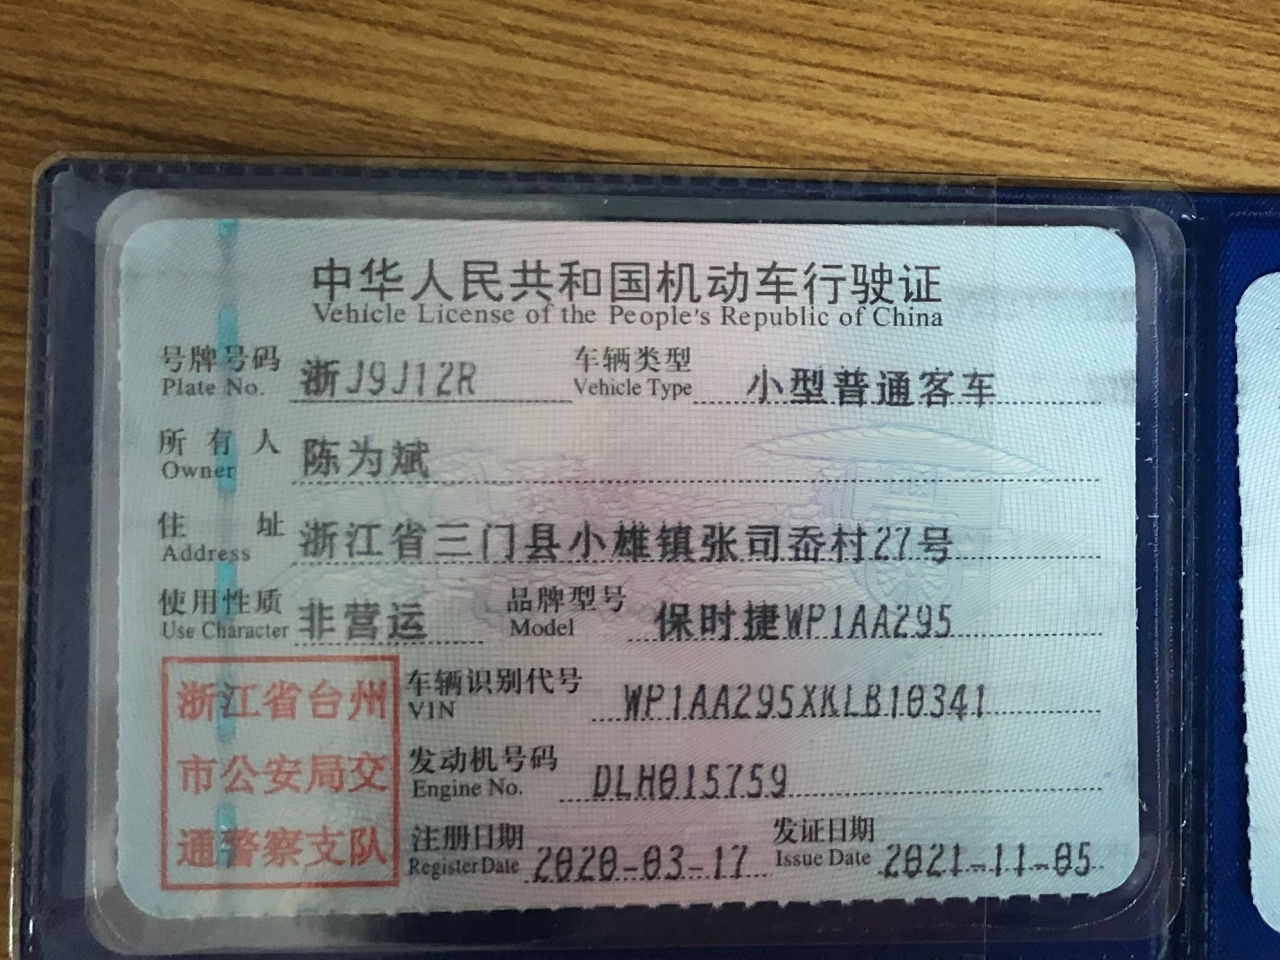 中华人民共和国机动车行驶证
Vehicle License of the People's Republic of China
号牌号码 浙J9J12R 车辆类型 小型普通客车
Plate No. Vehicle Type
所有人 陈为斌
Owner
住址 浙江省三门县小雄镇张司岙村27号
Address
使用性质 非营运 品牌型号 保时捷WP1AA295
Use Character Model
浙江省台州
市公安局交
通警察支队
车辆识别代号 WP1AA295XKLB10341
VIN
发动机号码 DLH015759
Engine No.
注册日期 2020-03-17 发证日期 2021-11-05
Register Date Issue Date